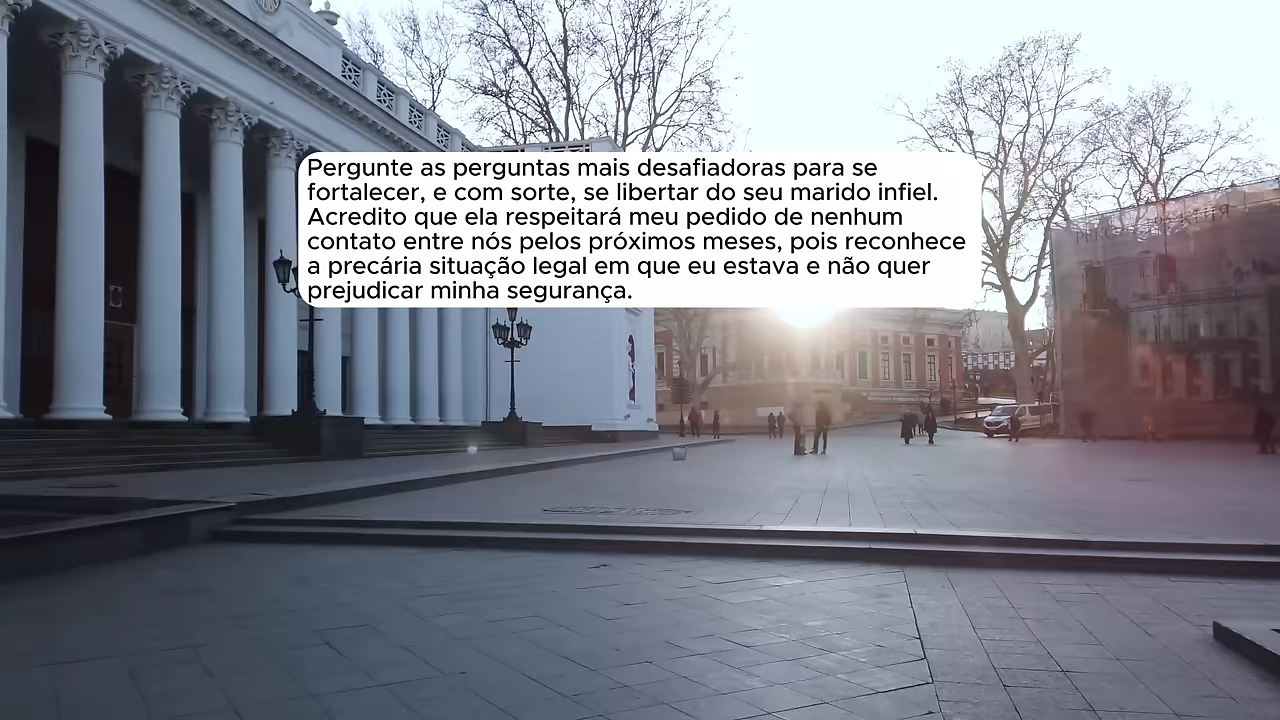 Pergunte as perguntas mais desafiadoras para se
fortalecer, e com sorte, se libertar do seu marido infiel.
Acredito que ela respeitará meu pedido de nenhum
contato entre nós pelos próximos meses, pois reconhece
a precária situação legal em que eu estava e não quer
prejudicar minha segurança.